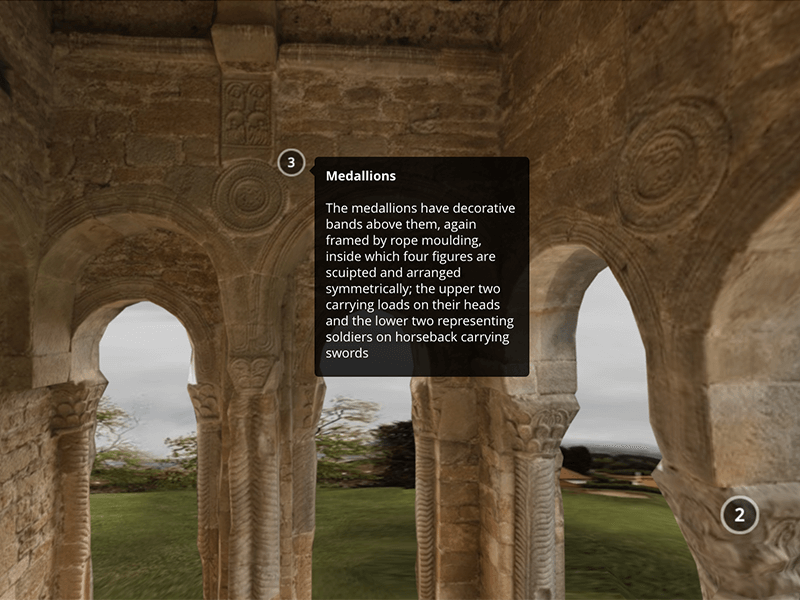 3
Medallions
The medallions have decorative
bands above them, again
framed by rope moulding,
inside which four figures are
sculpted and arranged
symmetrically; the upper two
carrying loads on their heads
and the lower two representing
soldiers on horseback carrying
swords
2